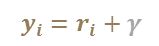 yᵢ = rᵢ + γ